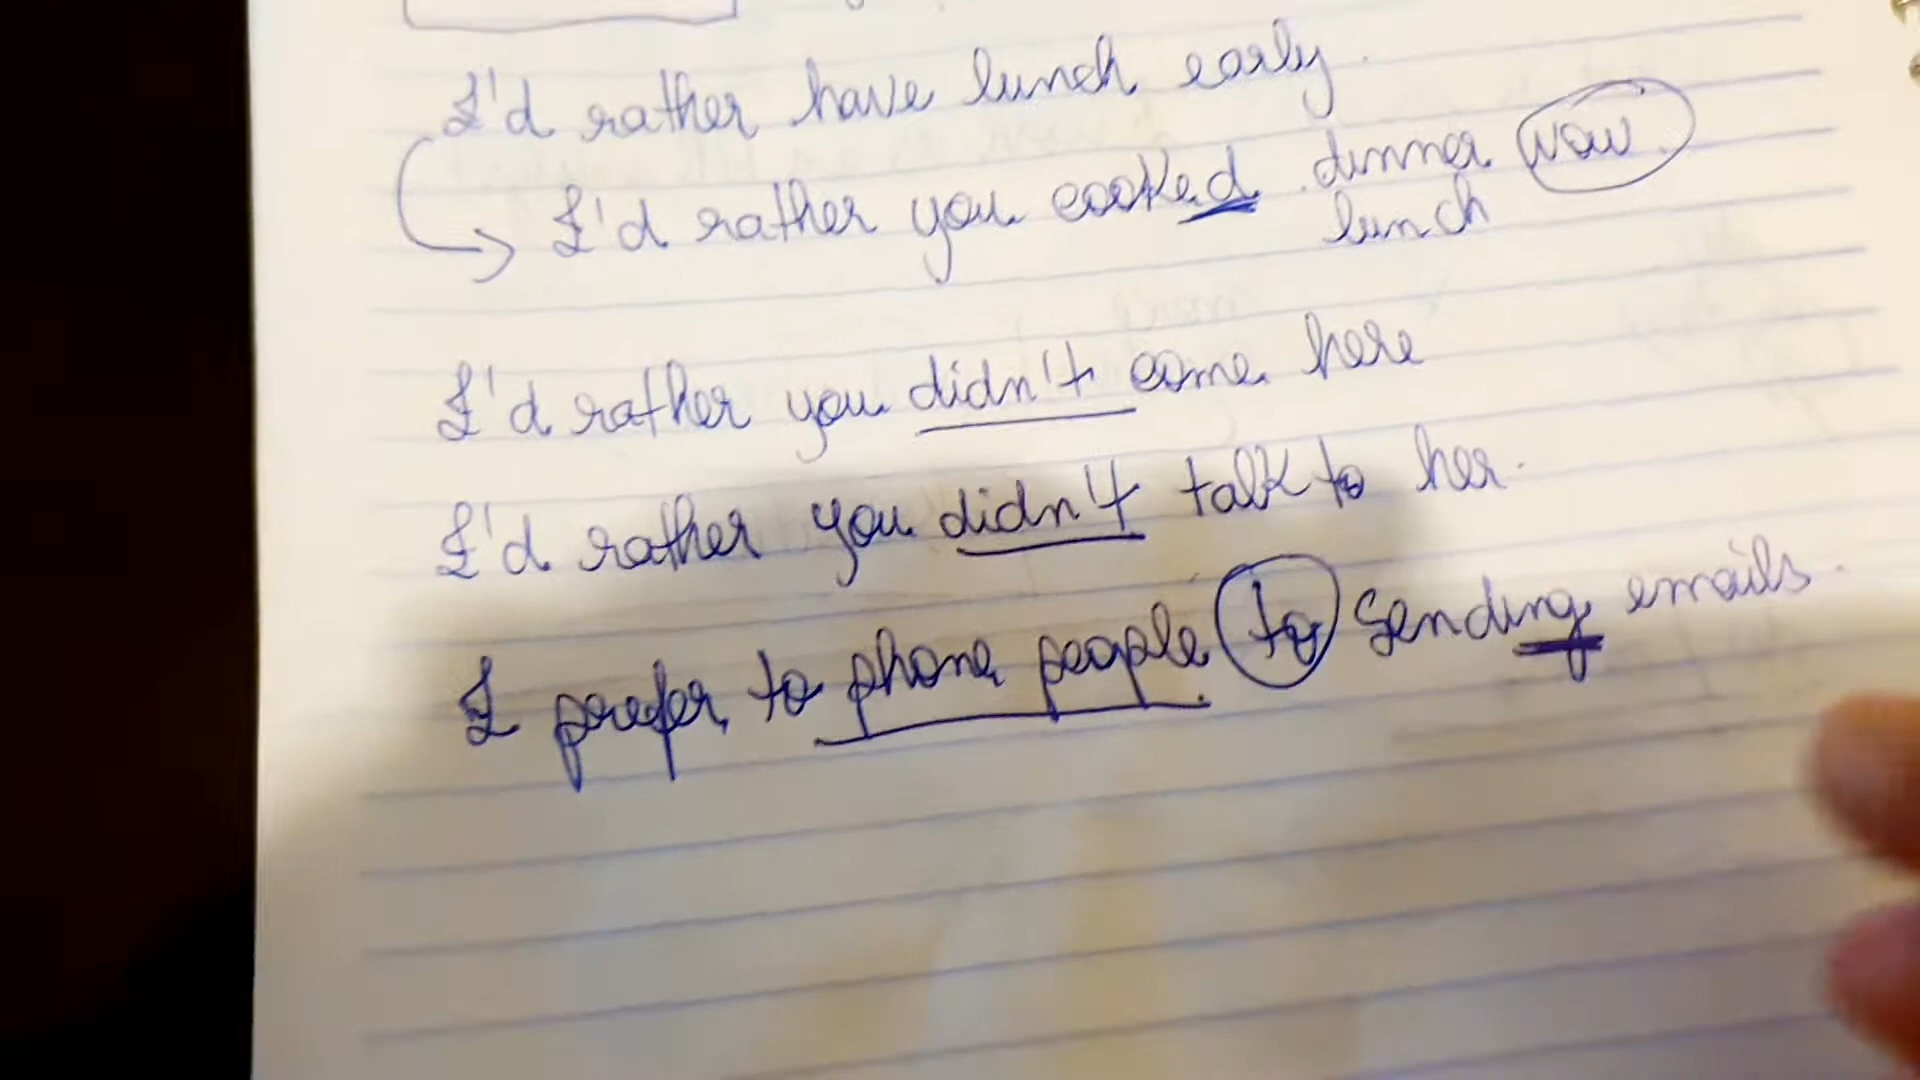 I'd rather have lunch early.
I'd rather you cooked dinner now.
lunch
I'd rather you didn't come here
I'd rather you didn't talk to her.
I prefer to phone people to sending emails.